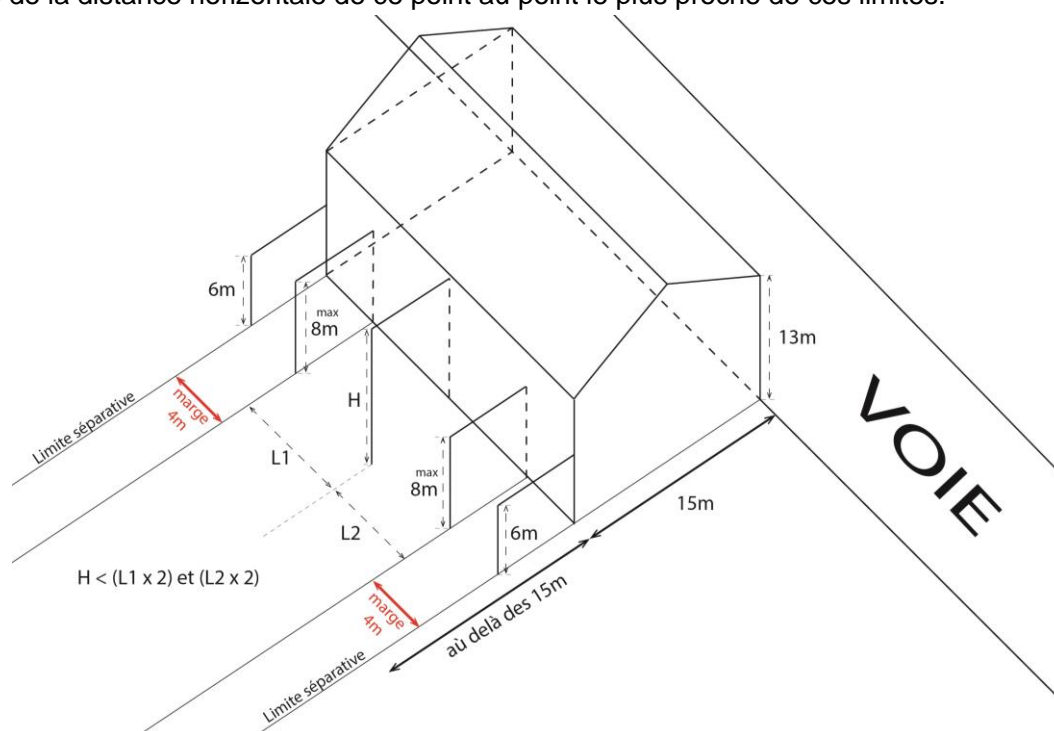 de la distance horizontale de ce point au point le plus proche de ces limites.
6m
max
8m
13m
Limite séparative
marge
4m
H
L1
VOIE
max
8m
15m
L2
6m
H < (L1 x 2) et (L2 x 2)
marge
4m
aù delà des 15m
Limite séparative